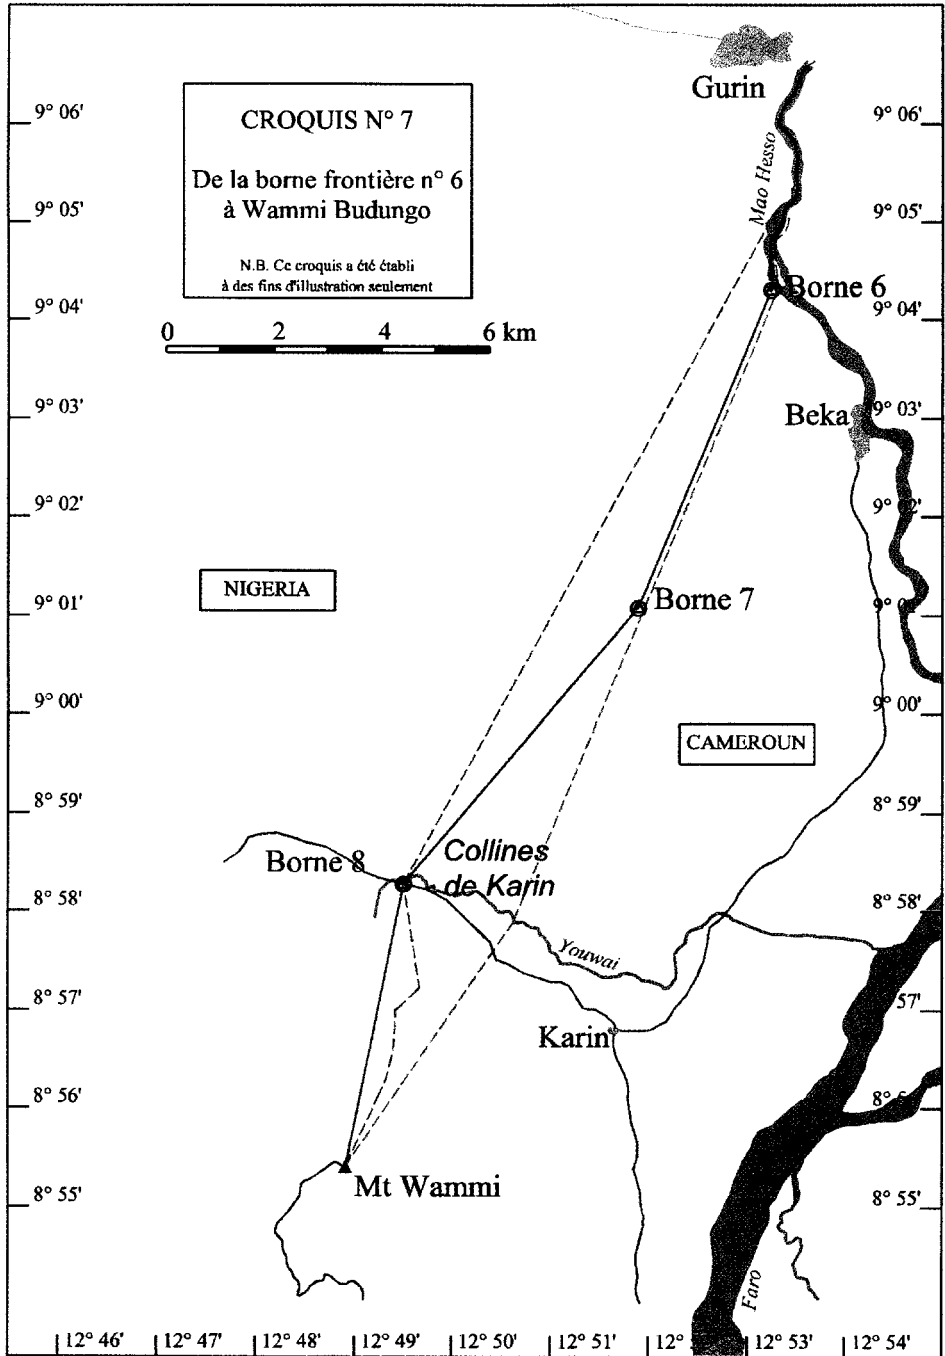 Gurin
9° 06'
9° 06'
CROQUIS N° 7
De la borne frontière n° 6
à Wammi Budungo
N.B. Ce croquis a été établi
à des fins d'illustration seulement
Mao Hesso
9° 05'
9° 05'
Borne 6
9° 04'
9° 04'
0 2 4 6 km
Beka
9° 03'
9° 03'
9° 02'
NIGERIA
9° 01'
Borne 7
9° 00'
9° 00'
CAMEROUN
8° 59'
8° 59'
Borne 8
Collines
de Karin
8° 58'
8° 58'
Youwai
8° 57'
57'
Karin
8° 56'
8°
Mt Wammi
8° 55'
8° 55'
Faro
12° 46' 12° 47' 12° 48' 12° 49' 12° 50' 12° 51' 12° 53' 12° 54'